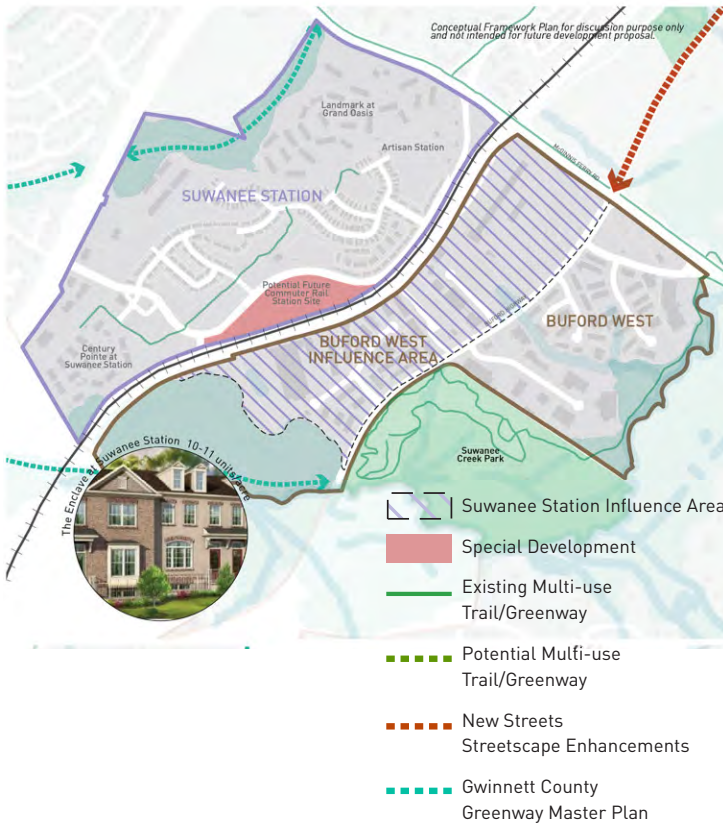 Conceptual Framework Plan for discussion purpose only
and not intended for future development proposal.
Landmark at
Grand Oasis
Artisan Station
McGINNIS FERRY RD
SUWANEE STATION
Potential Future
Commuter Rail
Station Site
BUFORD WEST
BUFORD WEST
INFLUENCE AREA
BUFORD
Century
Pointe at
Suwanee Station
Suwanee
Creek Park
The Enclave at Suwanee Station 10-11 units/acre
Suwanee Station Influence Area
Special Development
Existing Multi-use
Trail/Greenway
Potential Multi-use
Trail/Greenway
New Streets
Streetscape Enhancements
Gwinnett County
Greenway Master Plan